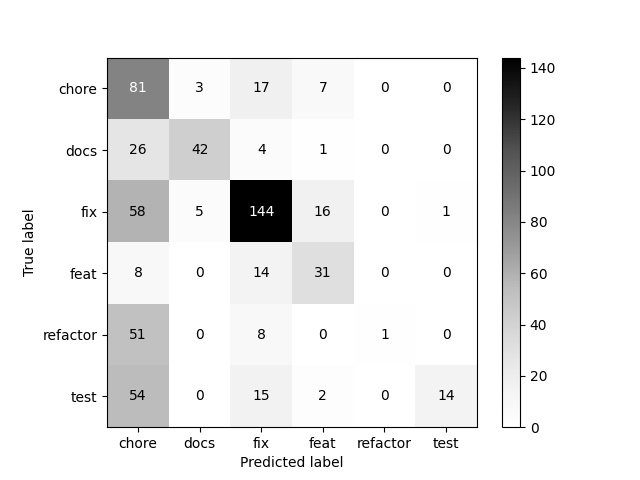 chore 81 3 17 7 0 0
docs 26 42 4 1 0 0
fix 58 5 144 16 0 1
feat 8 0 14 31 0 0
refactor 51 0 8 0 1 0
test 54 0 15 2 0 14
chore docs fix feat refactor test
Predicted label
True label
140
120
100
80
60
40
20
0